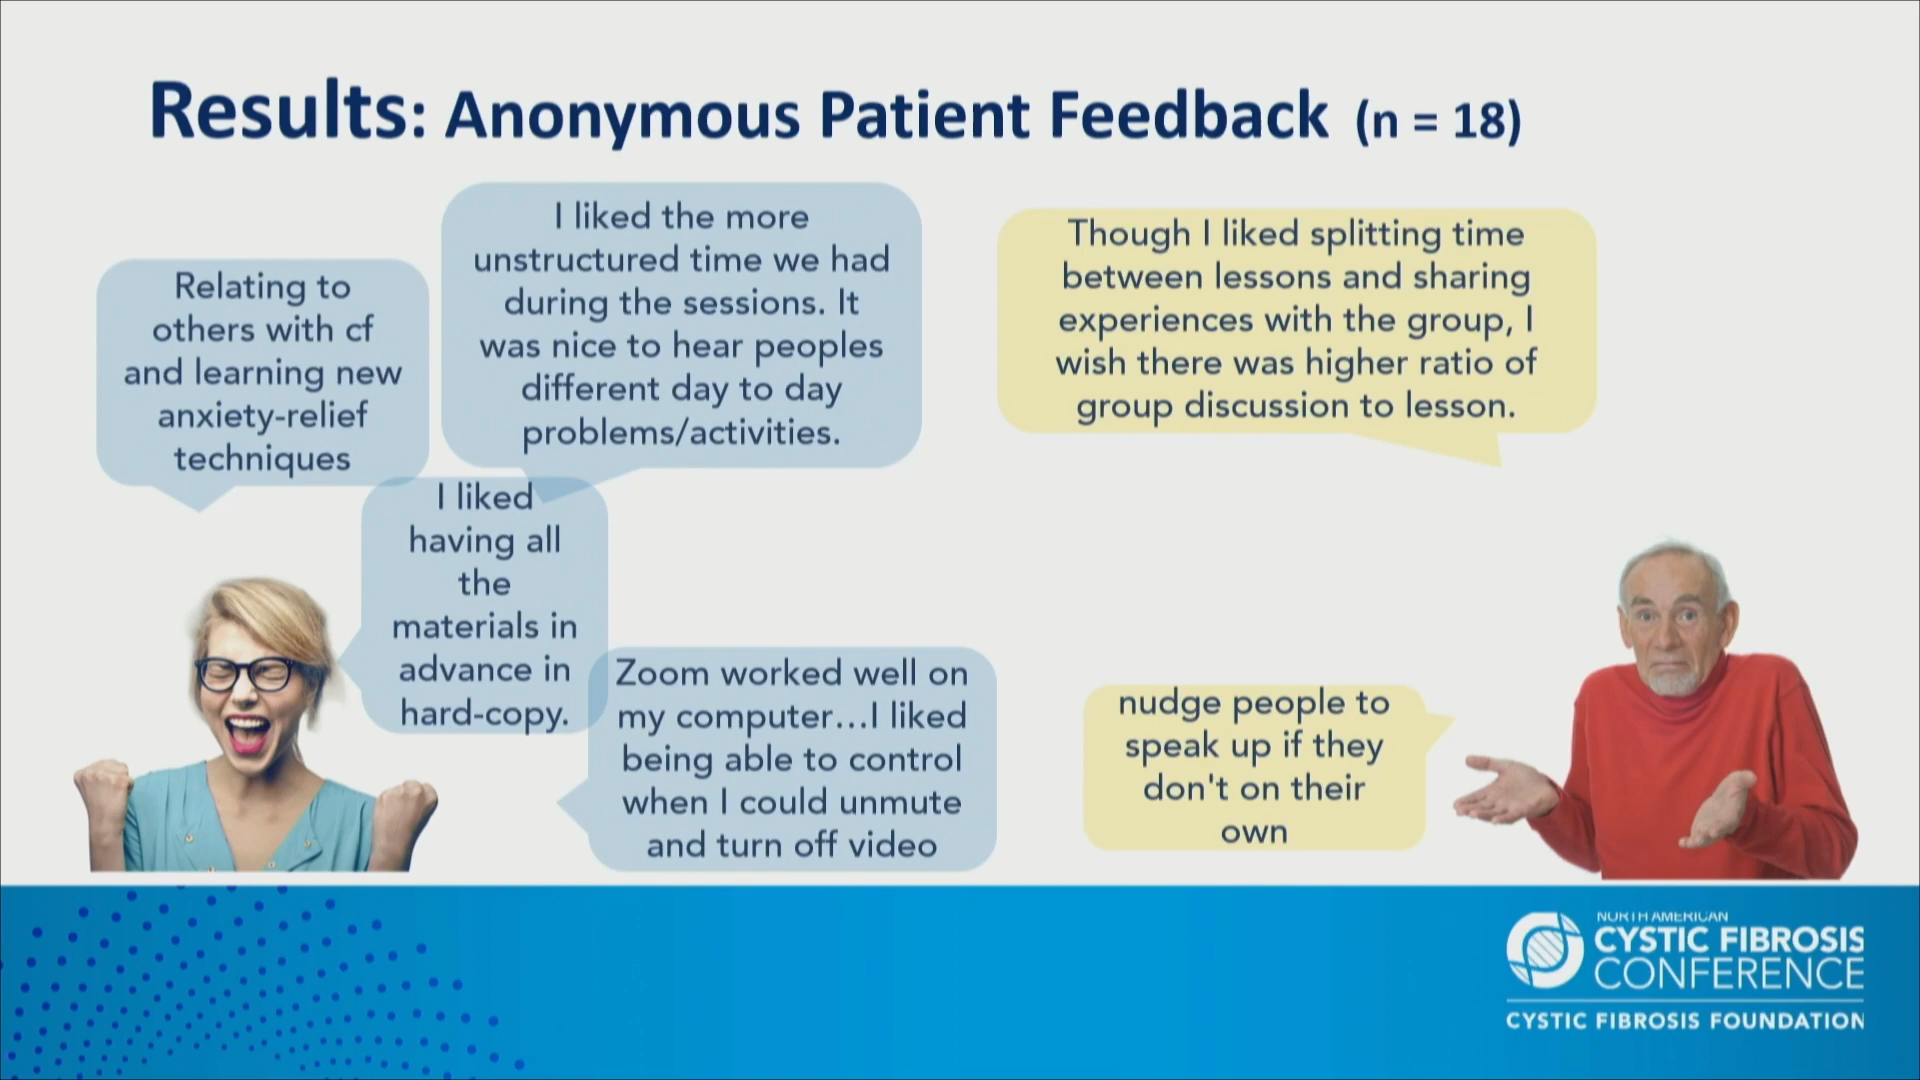 Results: Anonymous Patient Feedback (n = 18)
Relating to
others with cf
and learning new
anxiety-relief
techniques
I liked the more
unstructured time we had
during the sessions. It
was nice to hear peoples
different day to day
problems/activities.
Though I liked splitting time
between lessons and sharing
experiences with the group, I
wish there was higher ratio of
group discussion to lesson.
I liked
having all
the
materials in
advance in
hard-copy.
Zoom worked well on
my computer...I liked
being able to control
when I could unmute
and turn off video
nudge people to
speak up if they
don't on their
own
NORTH AMERICAN
CYSTIC FIBROSIS
CONFERENCE
CYSTIC FIBROSIS FOUNDATION